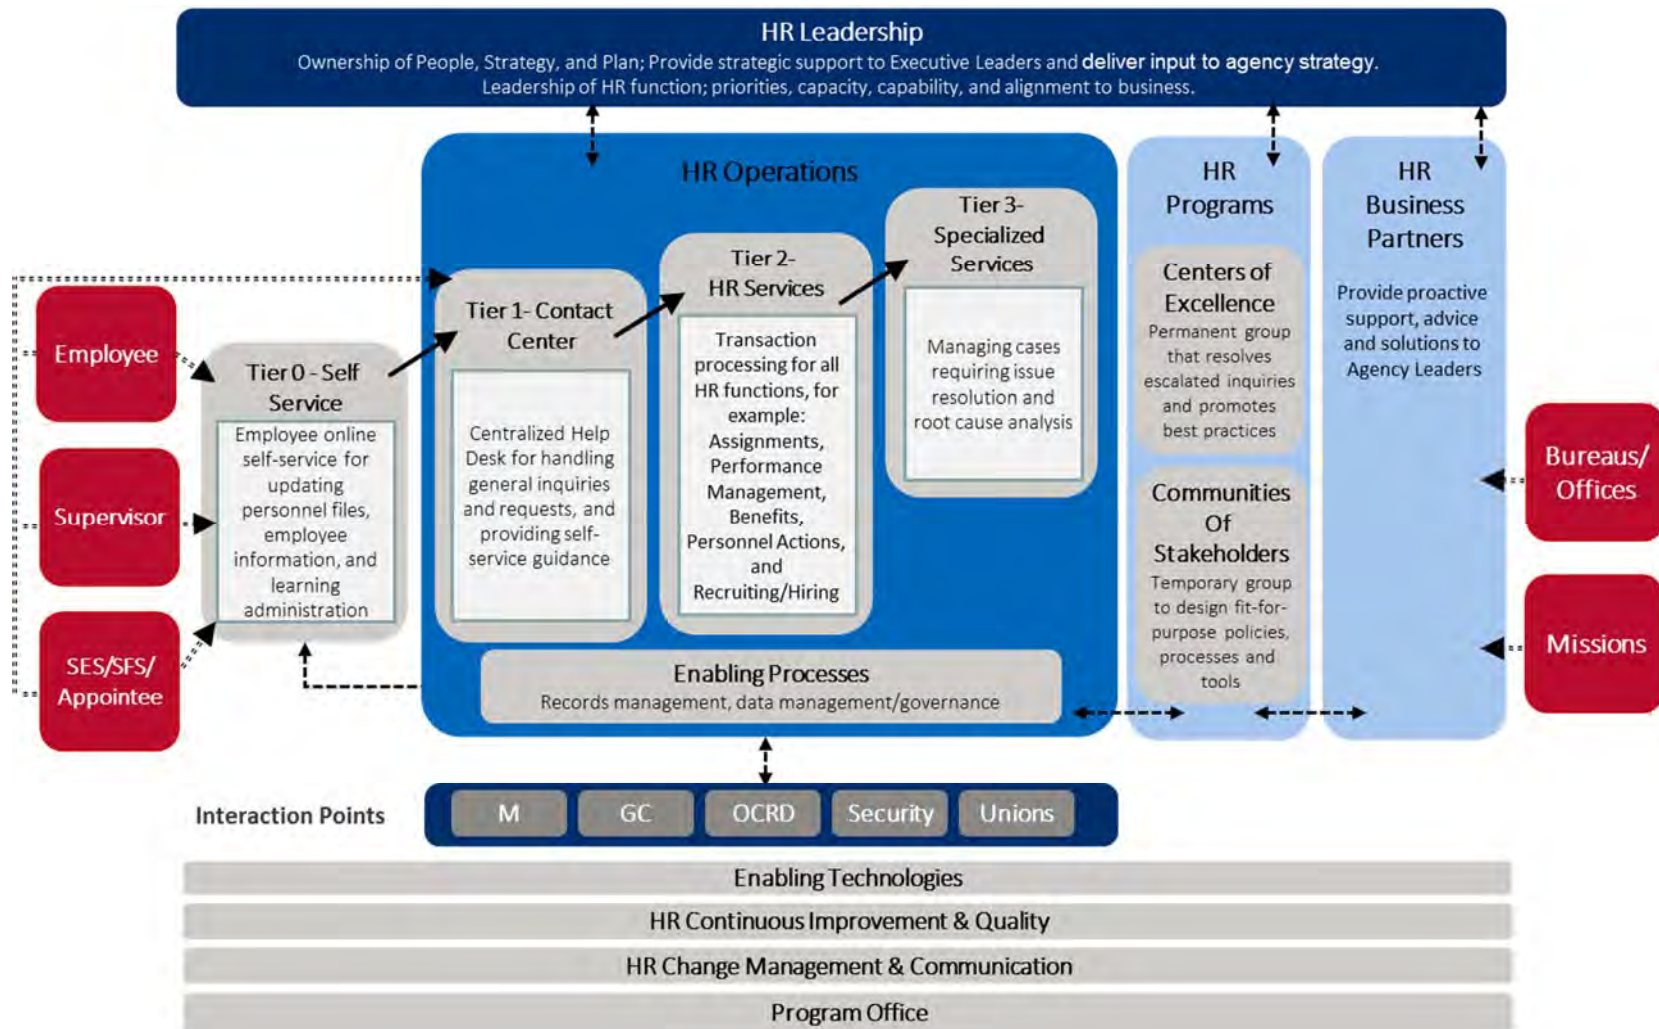 HR Leadership
Ownership of People, Strategy, and Plan; Provide strategic support to Executive Leaders and deliver input to agency strategy.
Leadership of HR function; priorities, capacity, capability, and alignment to business.
HR Operations
Employee
Supervisor
SES/SFS/
Appointee
Tier 0 - Self
Service
Employee online
self-service for
updating
personnel files,
employee
information, and
learning
administration
Tier 1- Contact
Center
Centralized Help
Desk for handling
general inquiries
and requests, and
providing self-
service guidance
Tier 2-
HR Services
Transaction
processing for all
HR functions, for
example:
Assignments,
Performance
Management,
Benefits,
Personnel Actions,
and
Recruiting/Hiring
Tier 3-
Specialized
Services
Managing cases
requiring issue
resolution and
root cause analysis
Enabling Processes
Records management, data management/governance
HR
Programs
Centers of
Excellence
Permanent group
that resolves
escalated inquiries
and promotes
best practices
Communities
Of
Stakeholders
Temporary group
to design fit-for-
purpose policies,
processes and
tools
HR
Business
Partners
Provide proactive
support, advice
and solutions to
Agency Leaders
Bureaus/
Offices
Missions
Interaction Points
M
GC
OCRD
Security
Unions
Enabling Technologies
HR Continuous Improvement & Quality
HR Change Management & Communication
Program Office